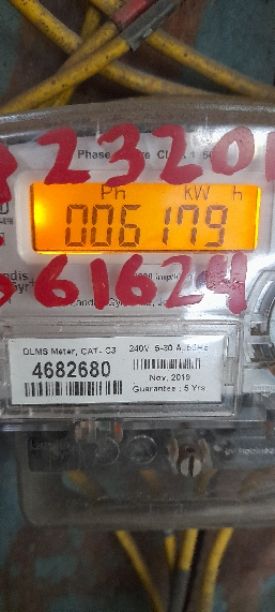 Phase
23201
Ph kW h
006179
61624
DLMS Meter, CAT- C3
4682680
240V 5-30 A
Nov, 2019
Guarantee : 5 Yrs